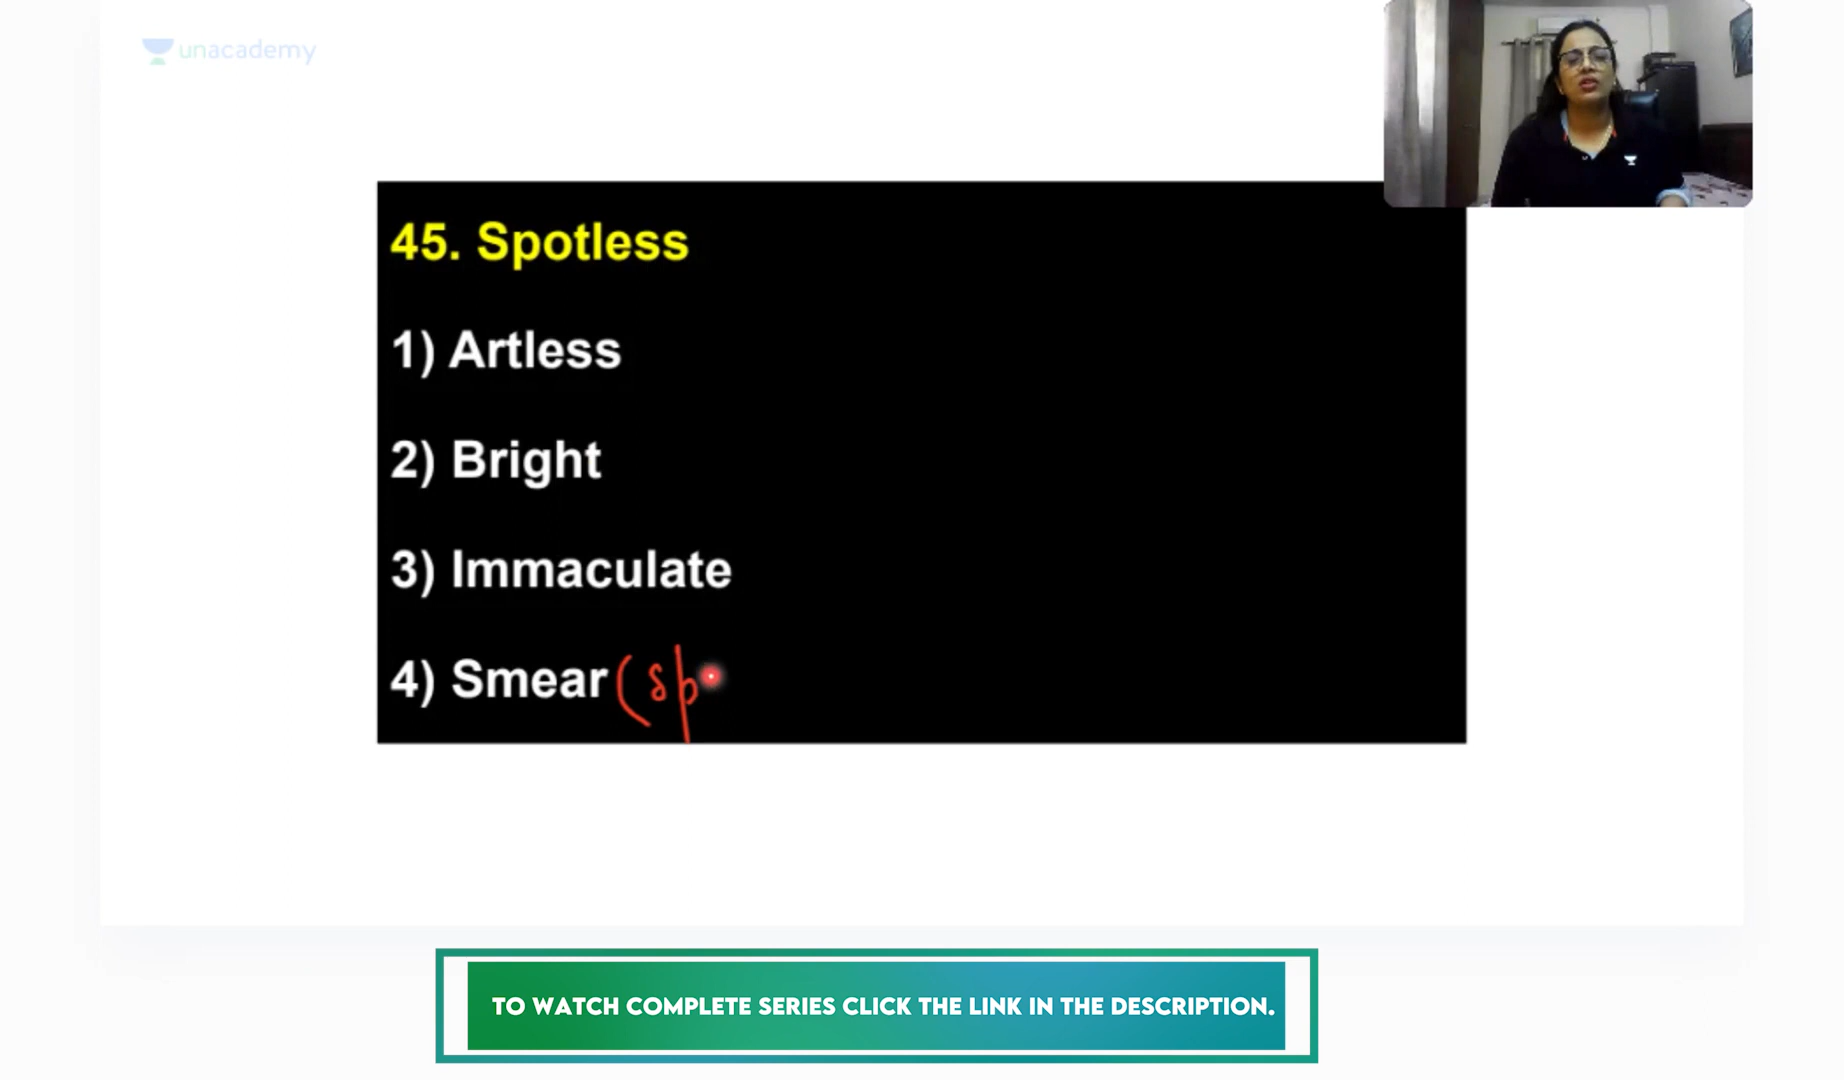 unacademy
45. Spotless
1) Artless
2) Bright
3) Immaculate
4) Smear (sp
TO WATCH COMPLETE SERIES CLICK THE LINK IN THE DESCRIPTION.